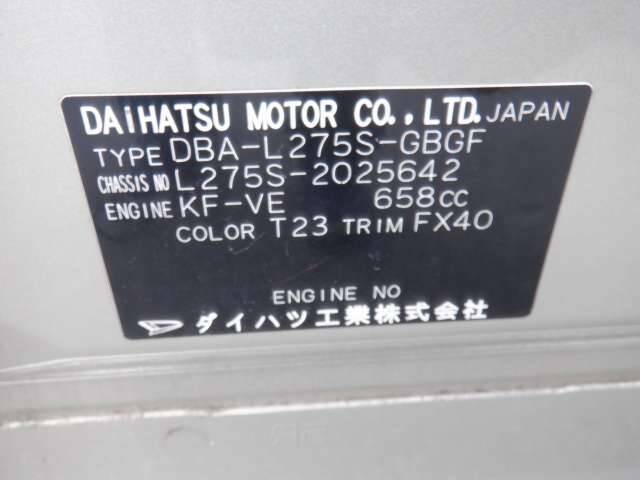 DAIHATSU MOTOR CO., LTD. JAPAN
TYPE DBA-L275S-GBGF
CHASSIS NO L275S-2025642
ENGINE KF-VE 658CC
COLOR T23 TRIM FX40
ENGINE NO
ダイハツ工業株式会社